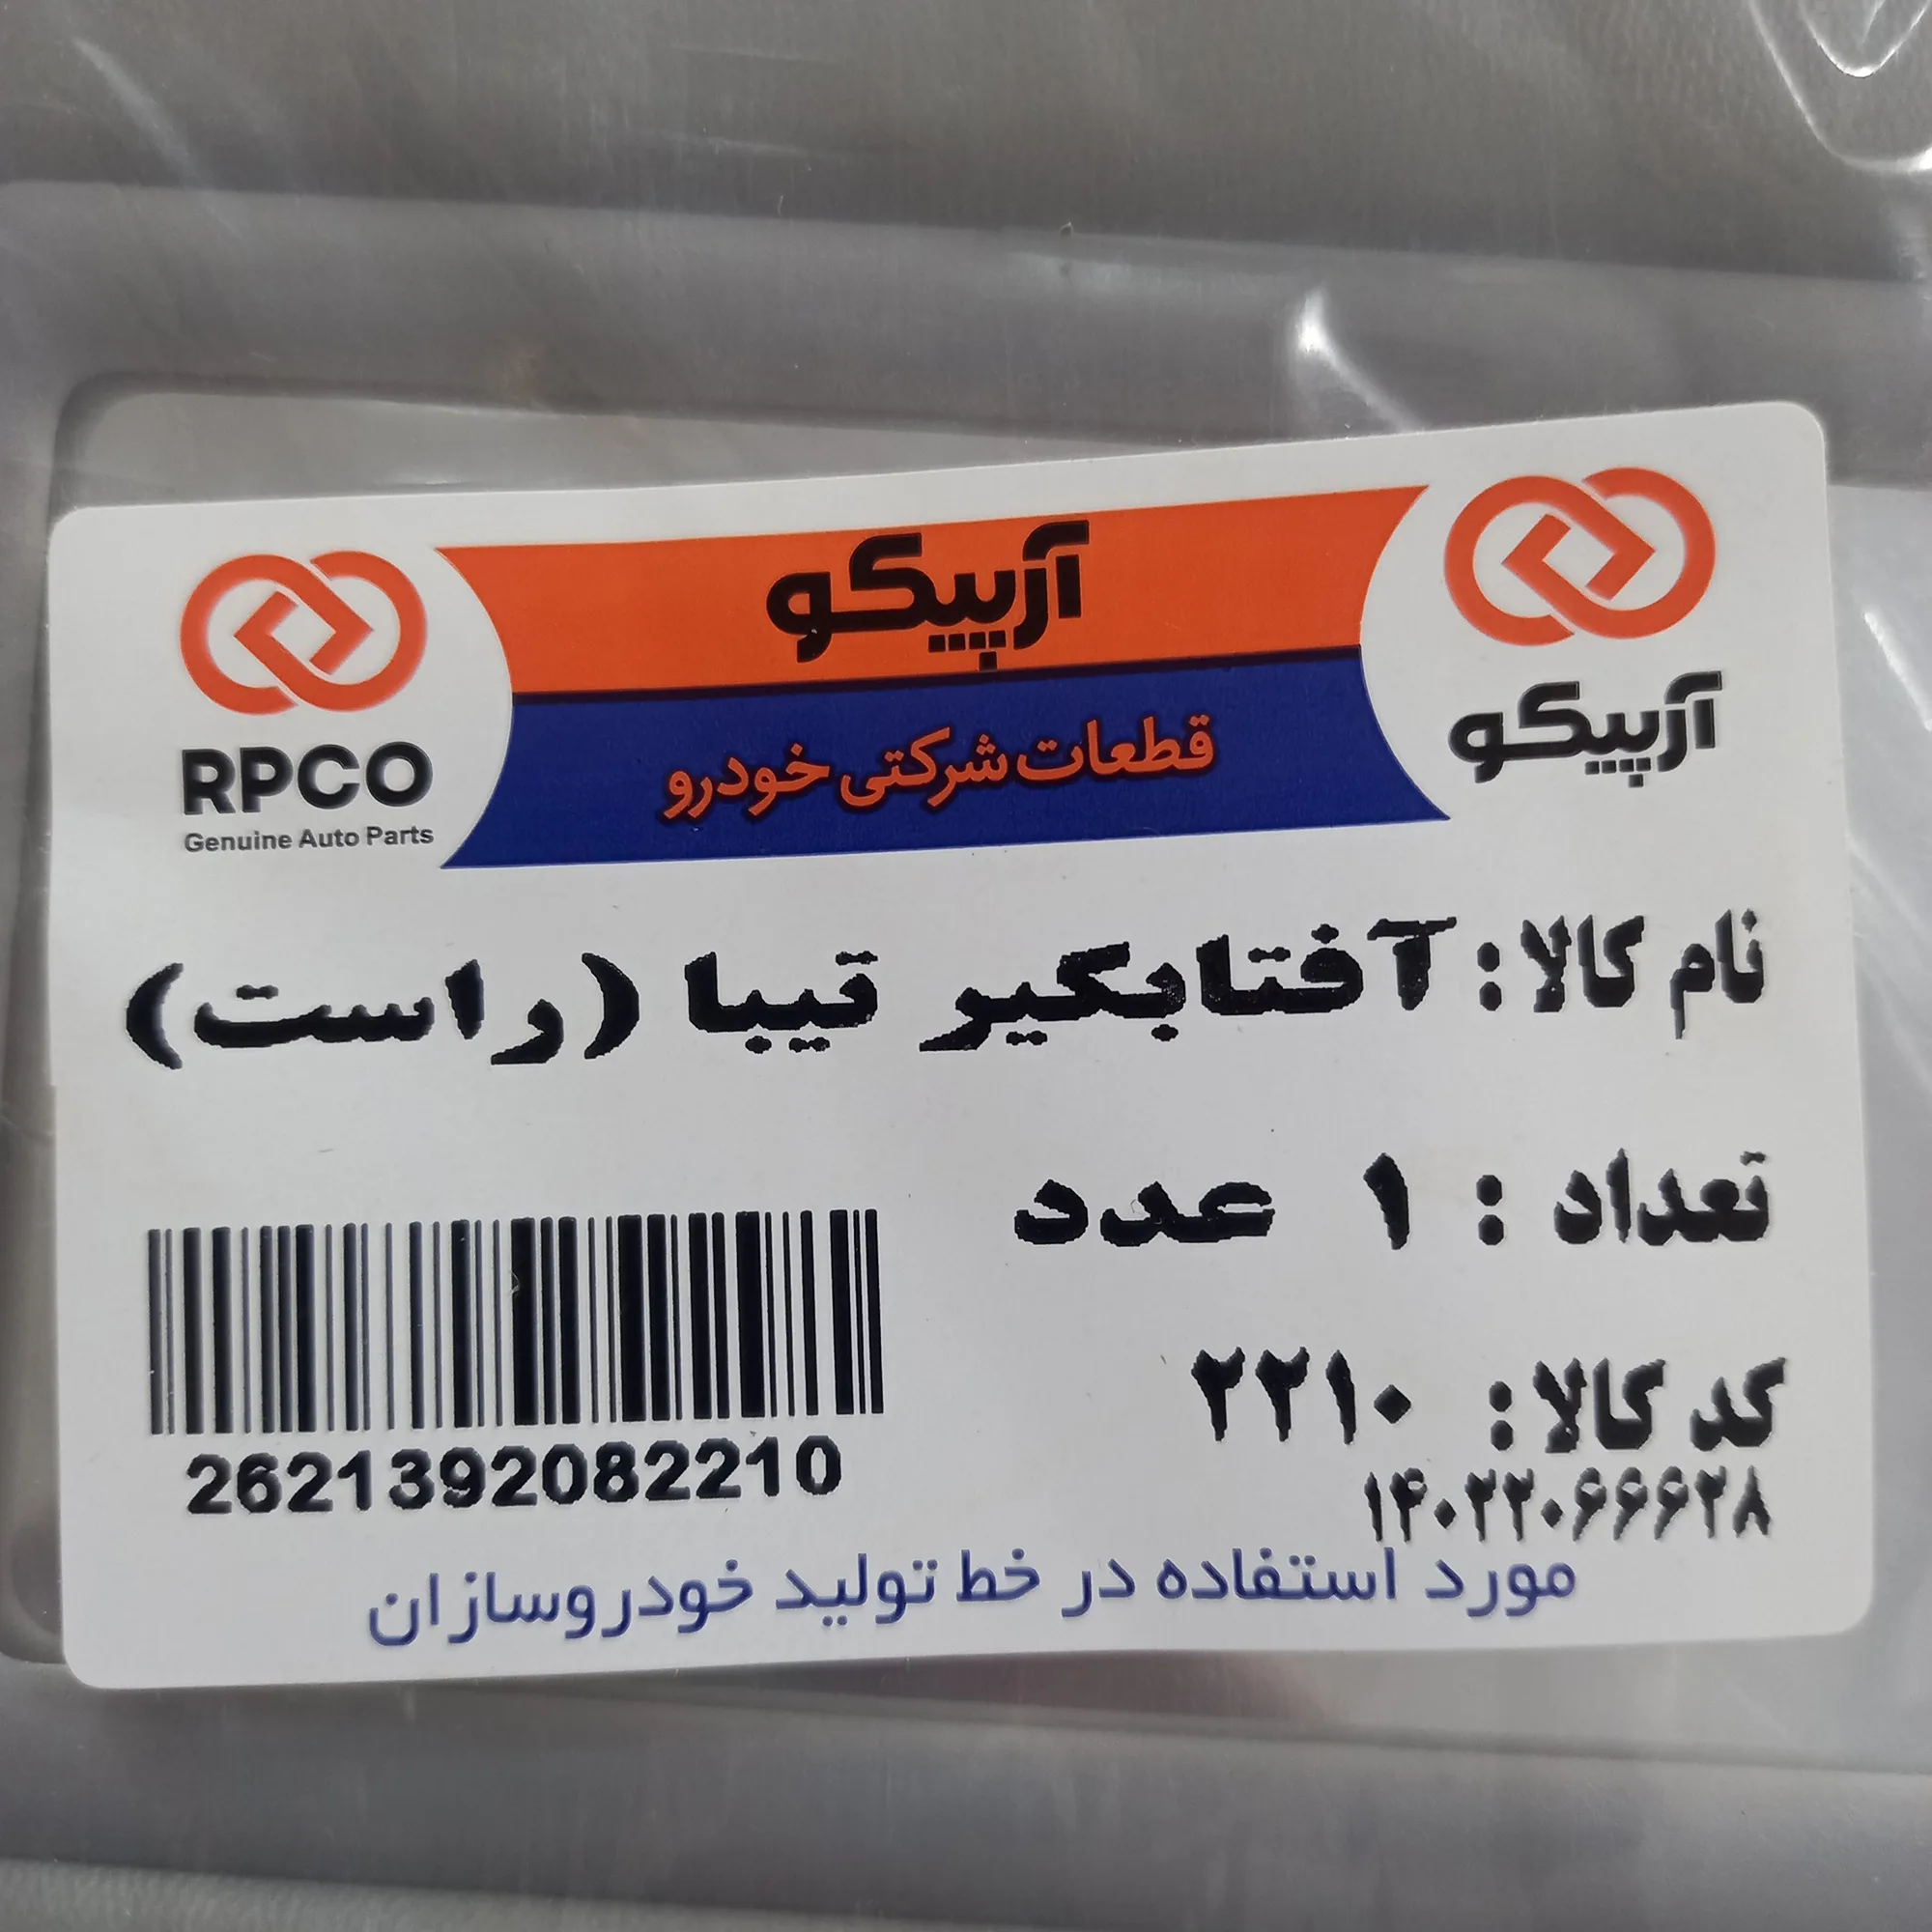 آرپیکو
قطعات شرکتی خودرو
آرپیکو
RPCO
Genuine Auto Parts
نام کالا: آفتابگیر تیبا (راست)
تعداد : ۱ عدد
کد کالا: ۲۲۱۰
۱۴۰۲۲۰۶۶۶۲۸
2621392082210
مورد استفاده در خط تولید خودروسازان